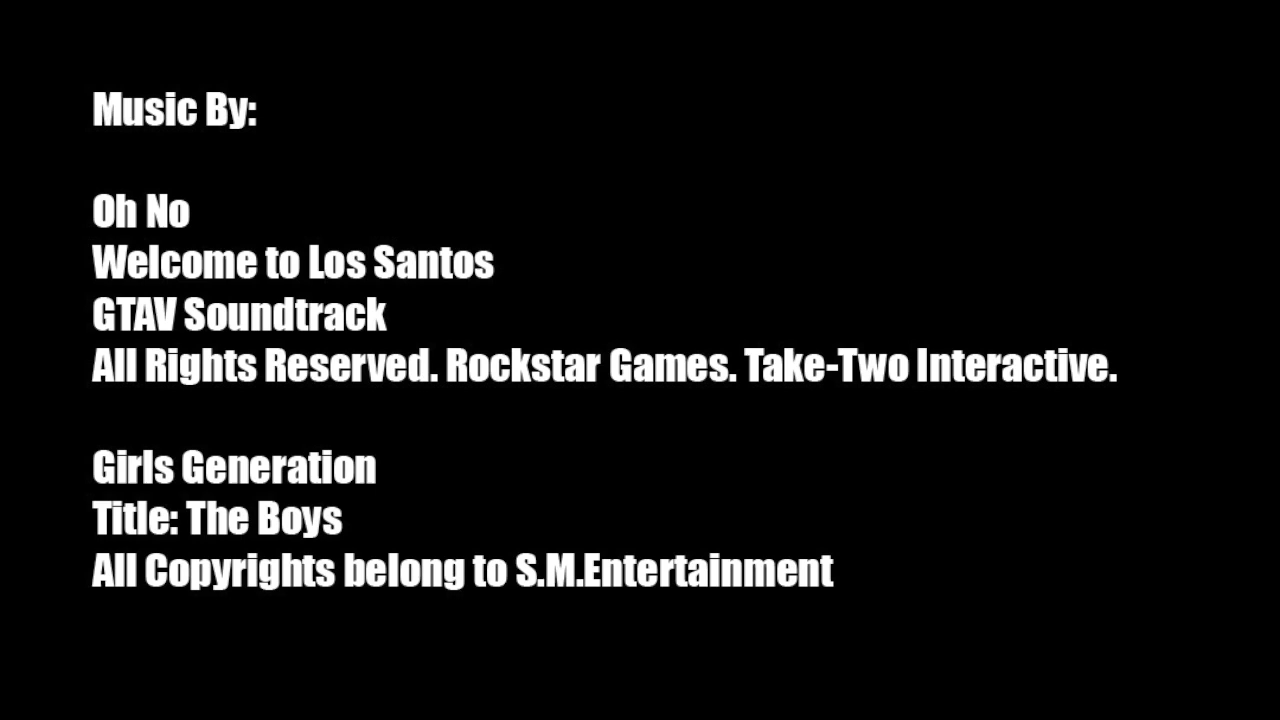 Music By:
Oh No
Welcome to Los Santos
GTAV Soundtrack
All Rights Reserved. Rockstar Games. Take-Two Interactive.
Girls Generation
Title: The Boys
All Copyrights belong to S.M.Entertainment